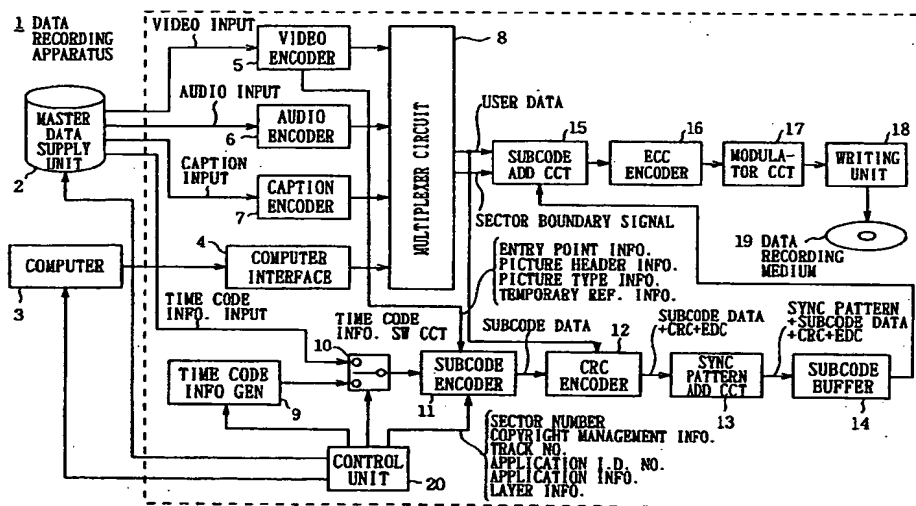 1 DATA
RECORDING
APPARATUS
VIDEO INPUT
VIDEO
ENCODER
5
8
AUDIO INPUT
AUDIO
ENCODER
6
MASTER
DATA
SUPPLY
UNIT
2
CAPTION
INPUT
CAPTION
ENCODER
7
MULTIPLEXER CIRCUIT
USER DATA
15
SUBCODE
ADD CCT
16
ECC
ENCODER
17
MODULA-
TOR CCT
18
WRITING
UNIT
SECTOR BOUNDARY SIGNAL
19 DATA
RECORDING
MEDIUM
4
COMPUTER
INTERFACE
COMPUTER
3
ENTRY POINT INFO.
PICTURE HEADER INFO.
PICTURE TYPE INFO.
TEMPORARY REF. INFO.
TIME CODE
INFO. INPUT
TIME CODE
INFO. SW CCT
10
SUBCODE DATA
12
SUBCODE DATA
+CRC+EDC
SYNC PATTERN
+SUBCODE DATA
+CRC+EDC
TIME CODE
INFO GEN
9
SUBCODE
ENCODER
11
CRC
ENCODER
SYNC
PATTERN
ADD CCT
13
SUBCODE
BUFFER
14
CONTROL
UNIT
20
SECTOR NUMBER
COPYRIGHT MANAGEMENT INFO.
TRACK NO.
APPLICATION I.D. NO.
APPLICATION INFO.
LAYER INFO.